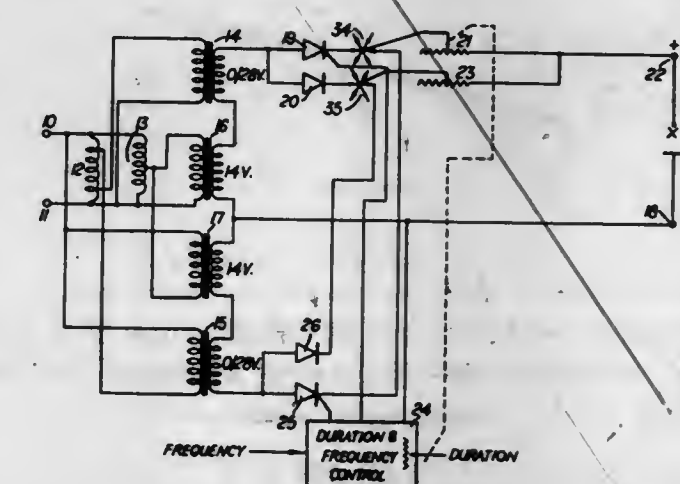 14
19
34
21
+
22
0/28V.
20
35
23
10
13
16
X
12
14V.
11
18
17
14V.
15
26
0/28V.
25
24
FREQUENCY
DURATION &
FREQUENCY
CONTROL
DURATION